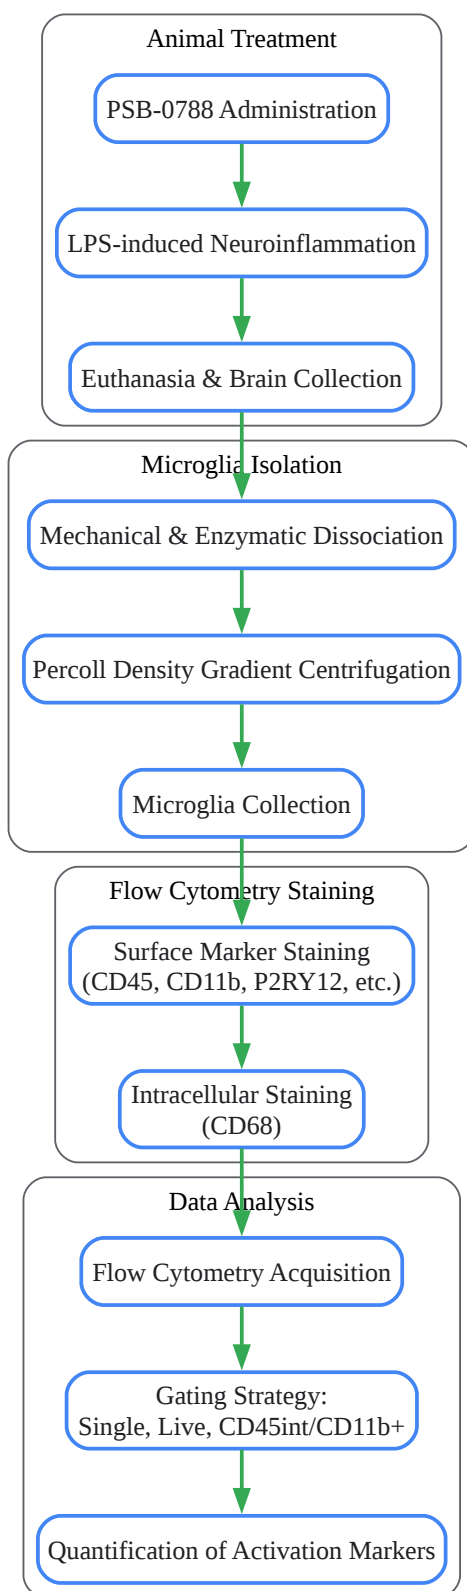 Animal Treatment
PSB-0788 Administration
LPS-induced Neuroinflammation
Euthanasia & Brain Collection
Microglia Isolation
Mechanical & Enzymatic Dissociation
Percoll Density Gradient Centrifugation
Microglia Collection
Flow Cytometry Staining
Surface Marker Staining
(CD45, CD11b, P2RY12, etc.)
Intracellular Staining
(CD68)
Data Analysis
Flow Cytometry Acquisition
Gating Strategy:
Single, Live, CD45int/CD11b+
Quantification of Activation Markers